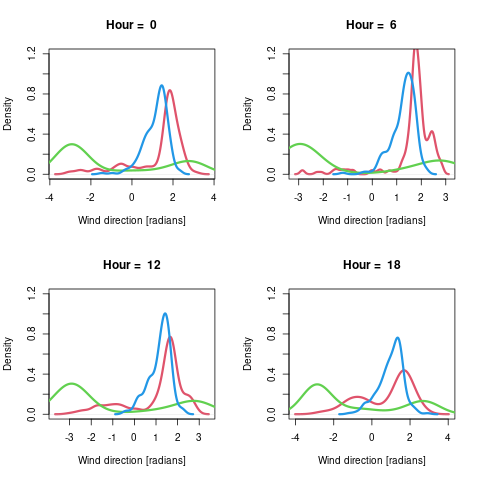 Hour = 0
Density
0.0 0.4 0.8 1.2
-4 -2 0 2 4
Wind direction [radians]
Hour = 6
Density
0.0 0.4 0.8 1.2
-3 -2 -1 0 1 2 3
Wind direction [radians]
Hour = 12
Density
0.0 0.4 0.8 1.2
-3 -2 -1 0 1 2 3
Wind direction [radians]
Hour = 18
Density
0.0 0.4 0.8 1.2
-4 -2 0 2 4
Wind direction [radians]